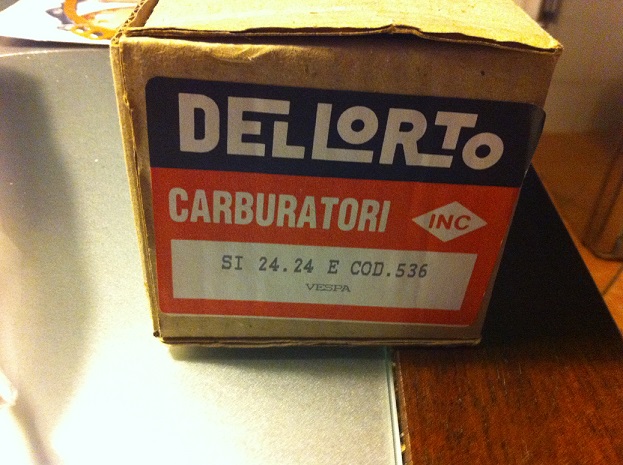 DELLORTO
CARBURATORI INC
SI 24.24 E COD.536
VESPA